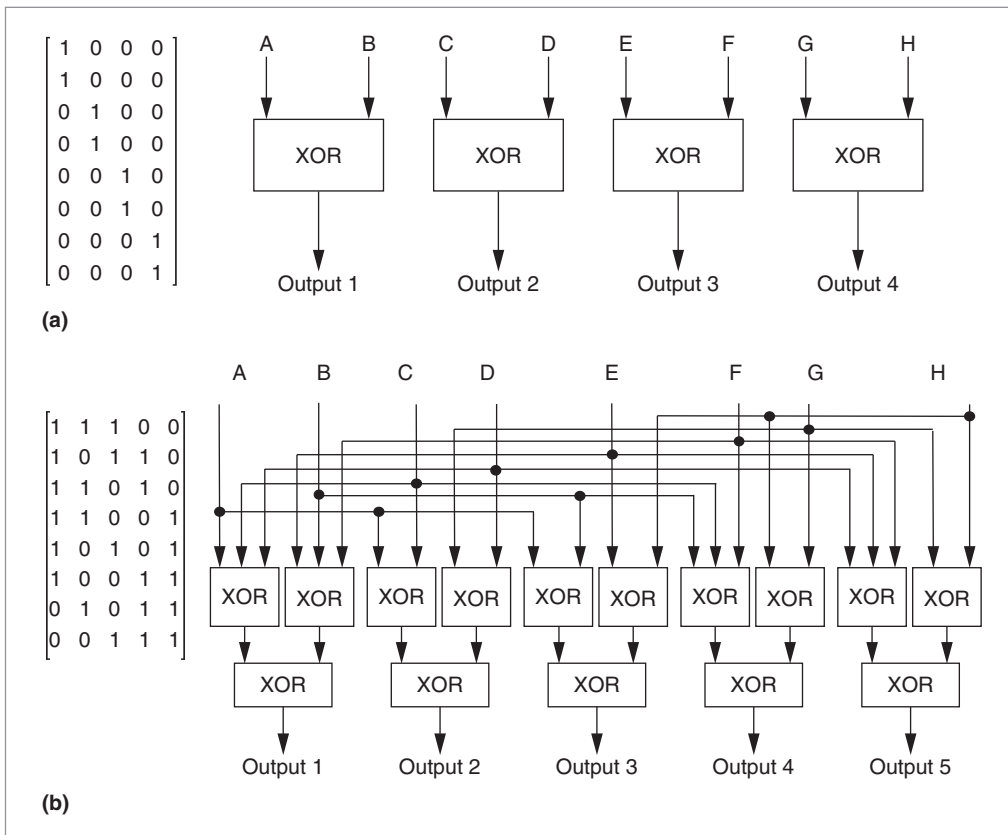 A B C D E F G H
1 0 0 0
1 0 0 0
0 1 0 0
0 1 0 0
0 0 1 0
0 0 1 0
0 0 0 1
0 0 0 1
XOR XOR XOR XOR
Output 1 Output 2 Output 3 Output 4
(a)
A B C D E F G H
1 1 1 0 0
1 0 1 1 0
1 1 0 1 0
1 1 0 0 1
1 0 1 0 1
1 0 0 1 1
0 1 0 1 1
0 0 1 1 1
XOR XOR XOR XOR XOR XOR XOR XOR XOR XOR
XOR XOR XOR XOR XOR
Output 1 Output 2 Output 3 Output 4 Output 5
(b)